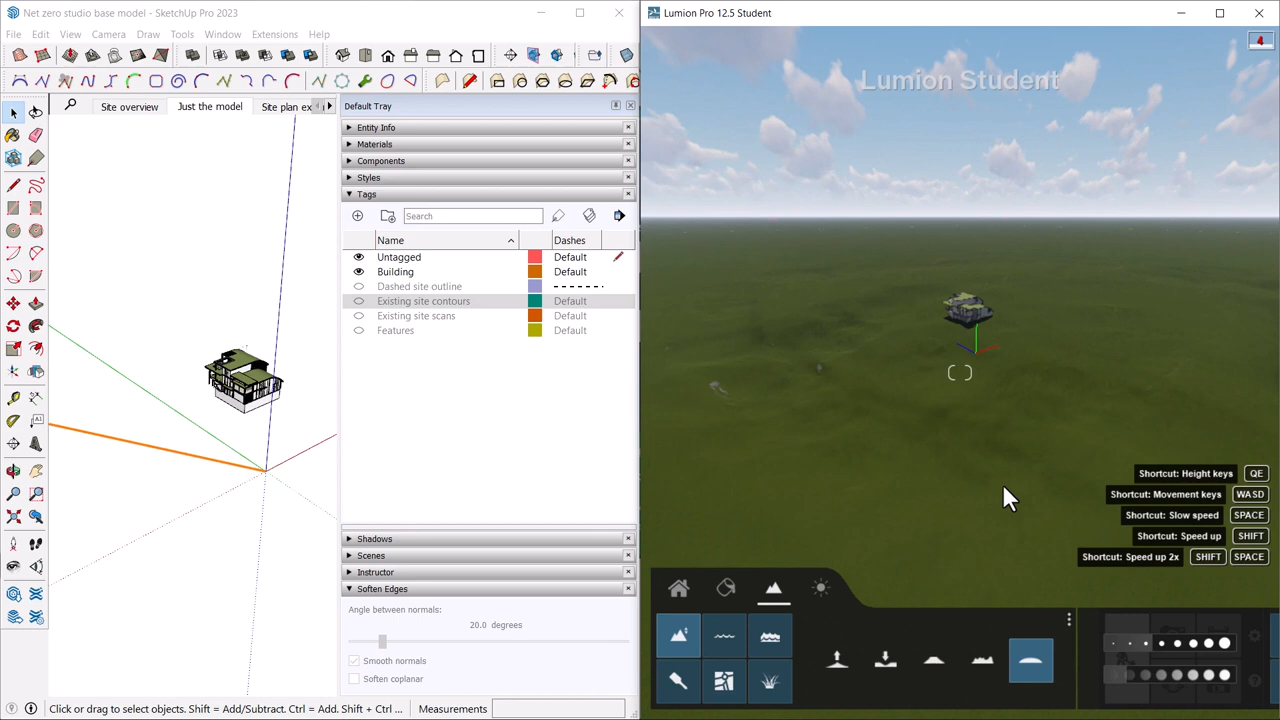 Net zero studio base model - SketchUp Pro 2023
File Edit View Camera Draw Tools Window Extensions Help
Site overview Just the model Site plan ex
Default Tray
Entity Info
Materials
Components
Styles
Tags
Search
Name Dashes
Untagged Default
Building Default
Dashed site outline
Existing site contours Default
Existing site scans Default
Features Default
Shadows
Scenes
Instructor
Soften Edges
Angle between normals:
20.0 degrees
Smooth normals
Soften coplanar
Click or drag to select objects. Shift = Add/Subtract. Ctrl = Add. Shift + Ctrl ... Measurements
Lumion Pro 12.5 Student
4
Lumion Student
Shortcut: Height keys QE
Shortcut: Movement keys WASD
Shortcut: Slow speed SPACE
Shortcut: Speed up SHIFT
Shortcut: Speed up 2x SHIFT SPACE